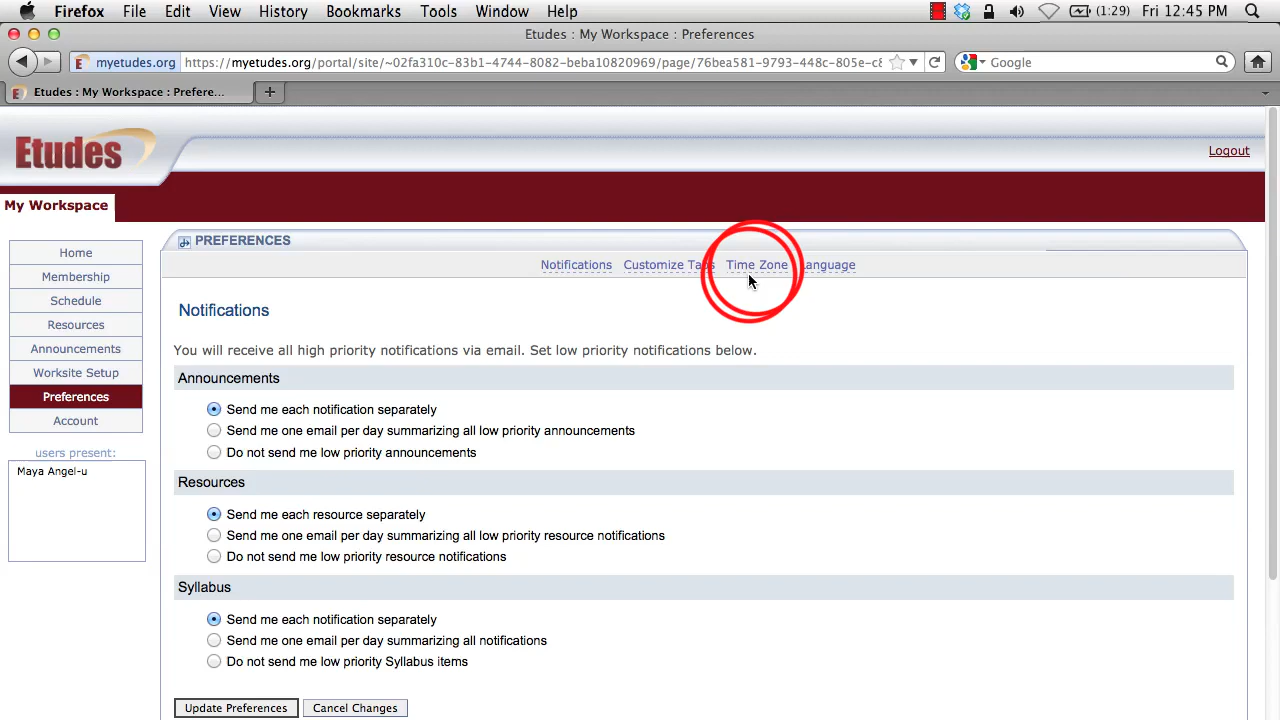 Firefox File Edit View History Bookmarks Tools Window Help (1:29) Fri 12:45 PM
Etudes : My Workspace : Preferences
myetudes.org https://myetudes.org/portal/site/~02fa310c-83b1-4744-8082-beba10820969/page/76bea581-9793-448c-805e-c8 Google
Etudes : My Workspace : Prefere...
Etudes
Logout
My Workspace
PREFERENCES
Notifications Customize Tabs Time Zone Language
Home
Membership
Schedule
Resources
Announcements
Worksite Setup
Preferences
Account
users present:
Maya Angel-u
Notifications
You will receive all high priority notifications via email. Set low priority notifications below.
Announcements
Send me each notification separately
Send me one email per day summarizing all low priority announcements
Do not send me low priority announcements
Resources
Send me each resource separately
Send me one email per day summarizing all low priority resource notifications
Do not send me low priority resource notifications
Syllabus
Send me each notification separately
Send me one email per day summarizing all notifications
Do not send me low priority Syllabus items
Update Preferences Cancel Changes